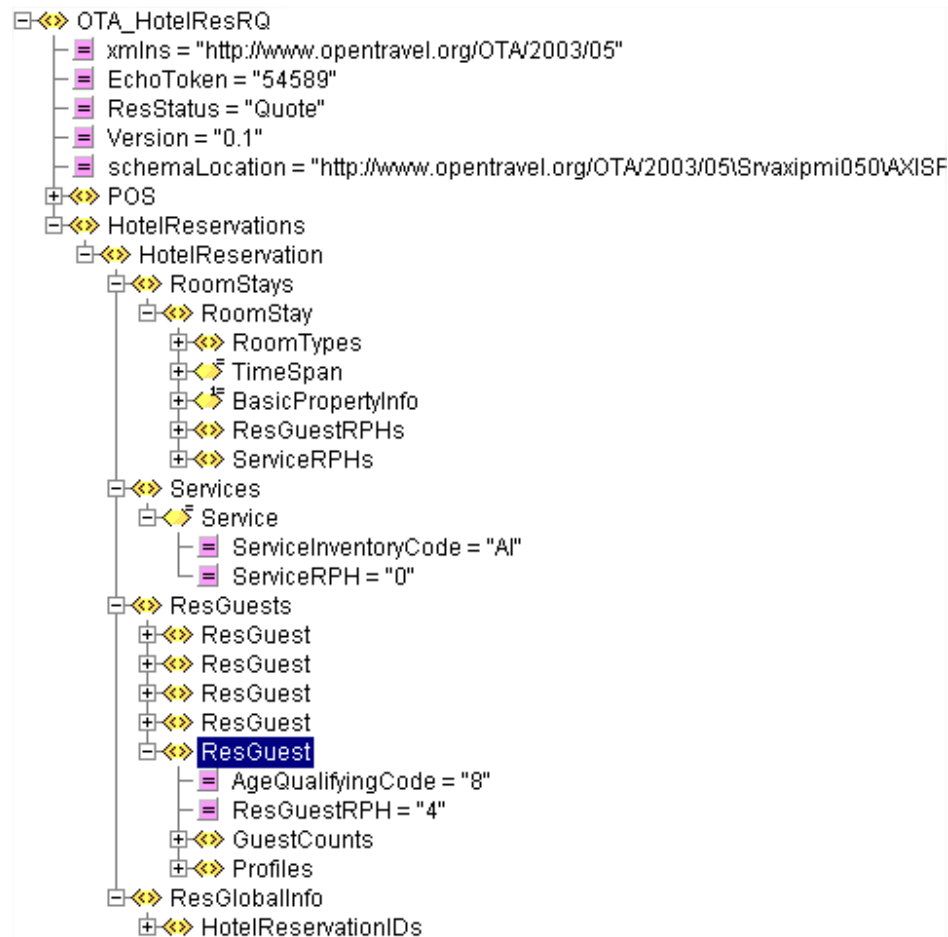 OTA_HotelResRQ
xmlns = "http://www.opentravel.org/OTA/2003/05"
EchoToken = "54589"
ResStatus = "Quote"
Version = "0.1"
schemaLocation = "http://www.opentravel.org/OTA/2003/05\Srvaxipmi050\AXISF
POS
HotelReservations
HotelReservation
RoomStays
RoomStay
RoomTypes
TimeSpan
BasicPropertyInfo
ResGuestRPHs
ServiceRPHs
Services
Service
ServiceInventoryCode = "AI"
ServiceRPH = "0"
ResGuests
ResGuest
ResGuest
ResGuest
ResGuest
ResGuest
AgeQualifyingCode = "8"
ResGuestRPH = "4"
GuestCounts
Profiles
ResGlobalInfo
HotelReservationIDs